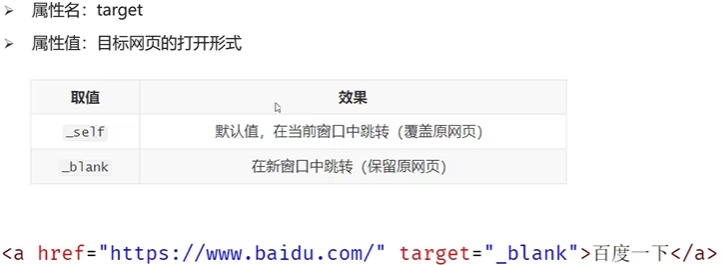 ➢ 属性名：target
➢ 属性值：目标网页的打开形式
取值 效果
_self 默认值，在当前窗口中跳转（覆盖原网页）
_blank 在新窗口中跳转（保留原网页）
<a href="https://www.baidu.com/" target="_blank">百度一下</a>